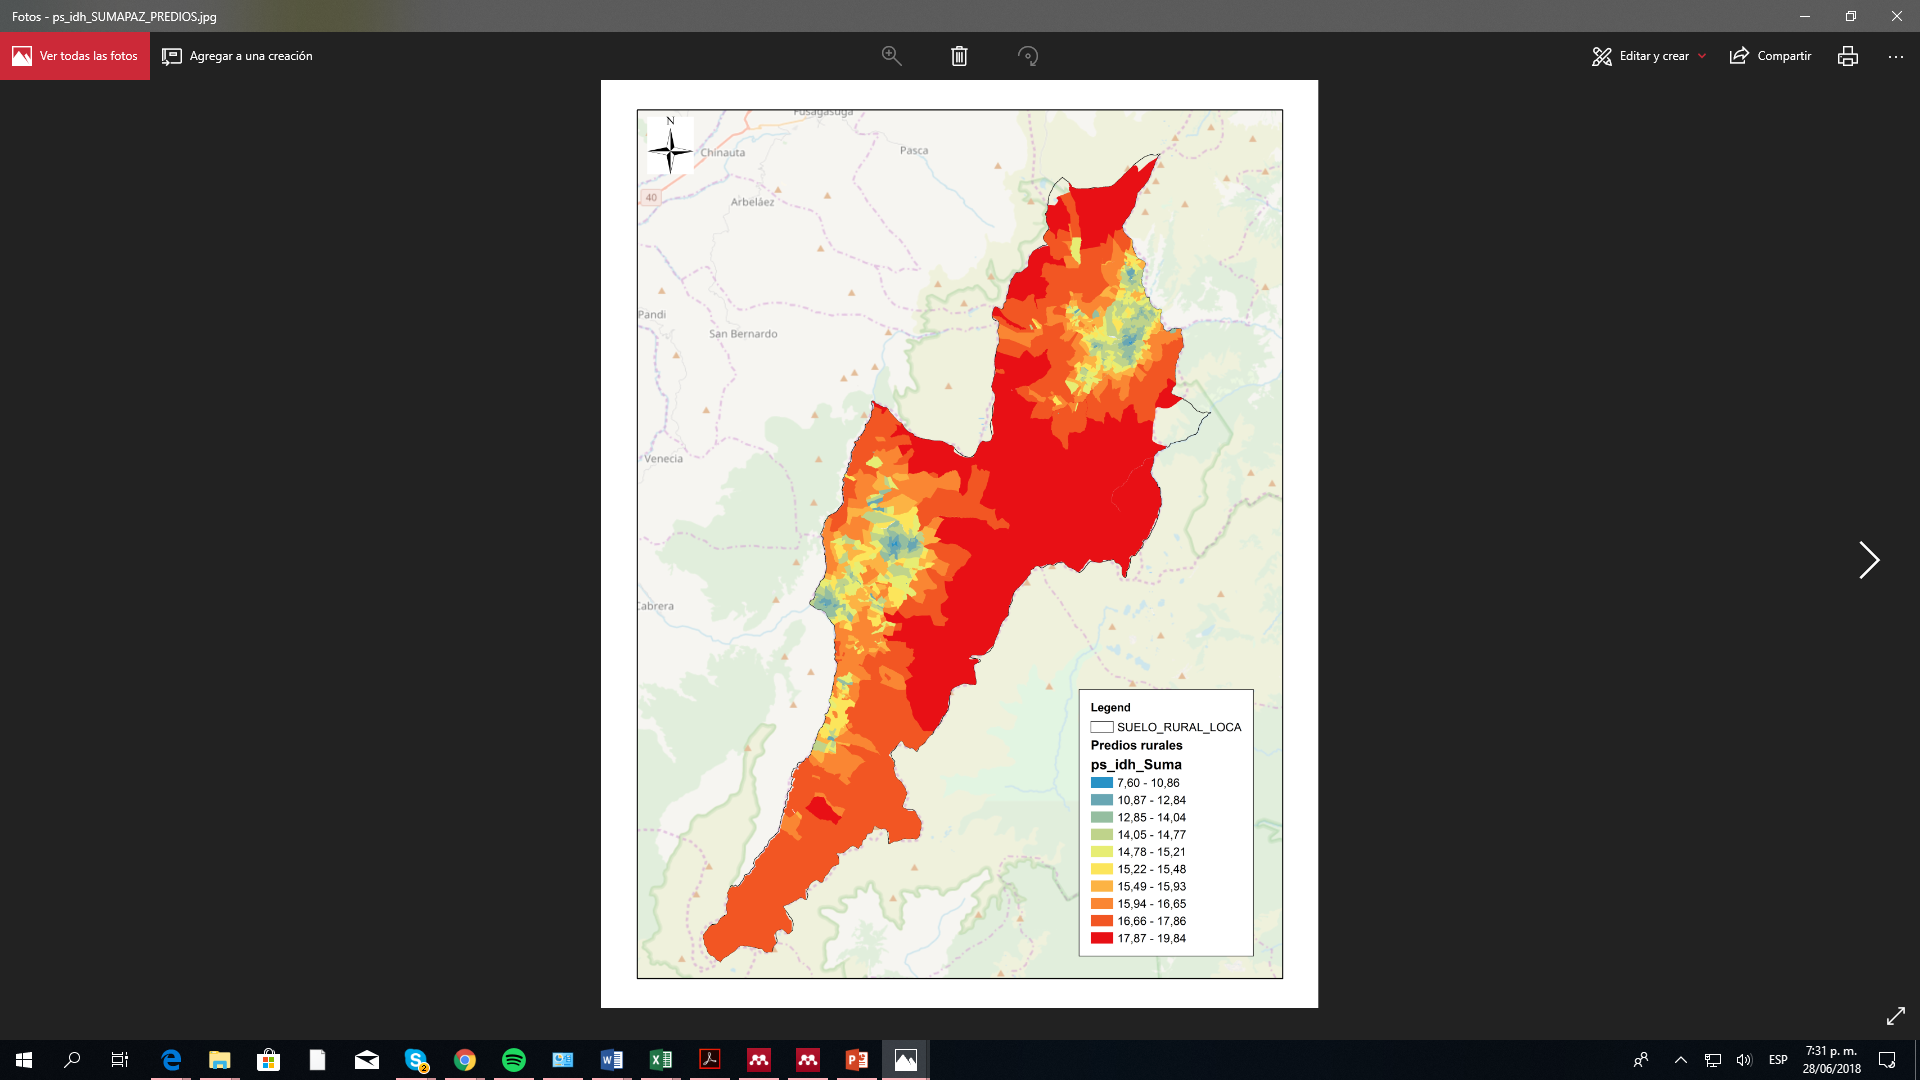 Fotos - ps_idh_SUMAPAZ_PREDIOS.jpg
Ver todas las fotos
Agregar a una creación
Editar y crear
Compartir
Fusagasugá
N
Chinauta
Pasca
40
Arbeláez
Pandi
San Bernardo
Venecia
Cabrera
Legend
SUELO_RURAL_LOCA
Predios rurales
ps_idh_Suma
7,60 - 10,86
10,87 - 12,84
12,85 - 14,04
14,05 - 14,77
14,78 - 15,21
15,22 - 15,48
15,49 - 15,93
15,94 - 16,65
16,66 - 17,86
17,87 - 19,84
2
ESP
7:31 p. m.
28/06/2018